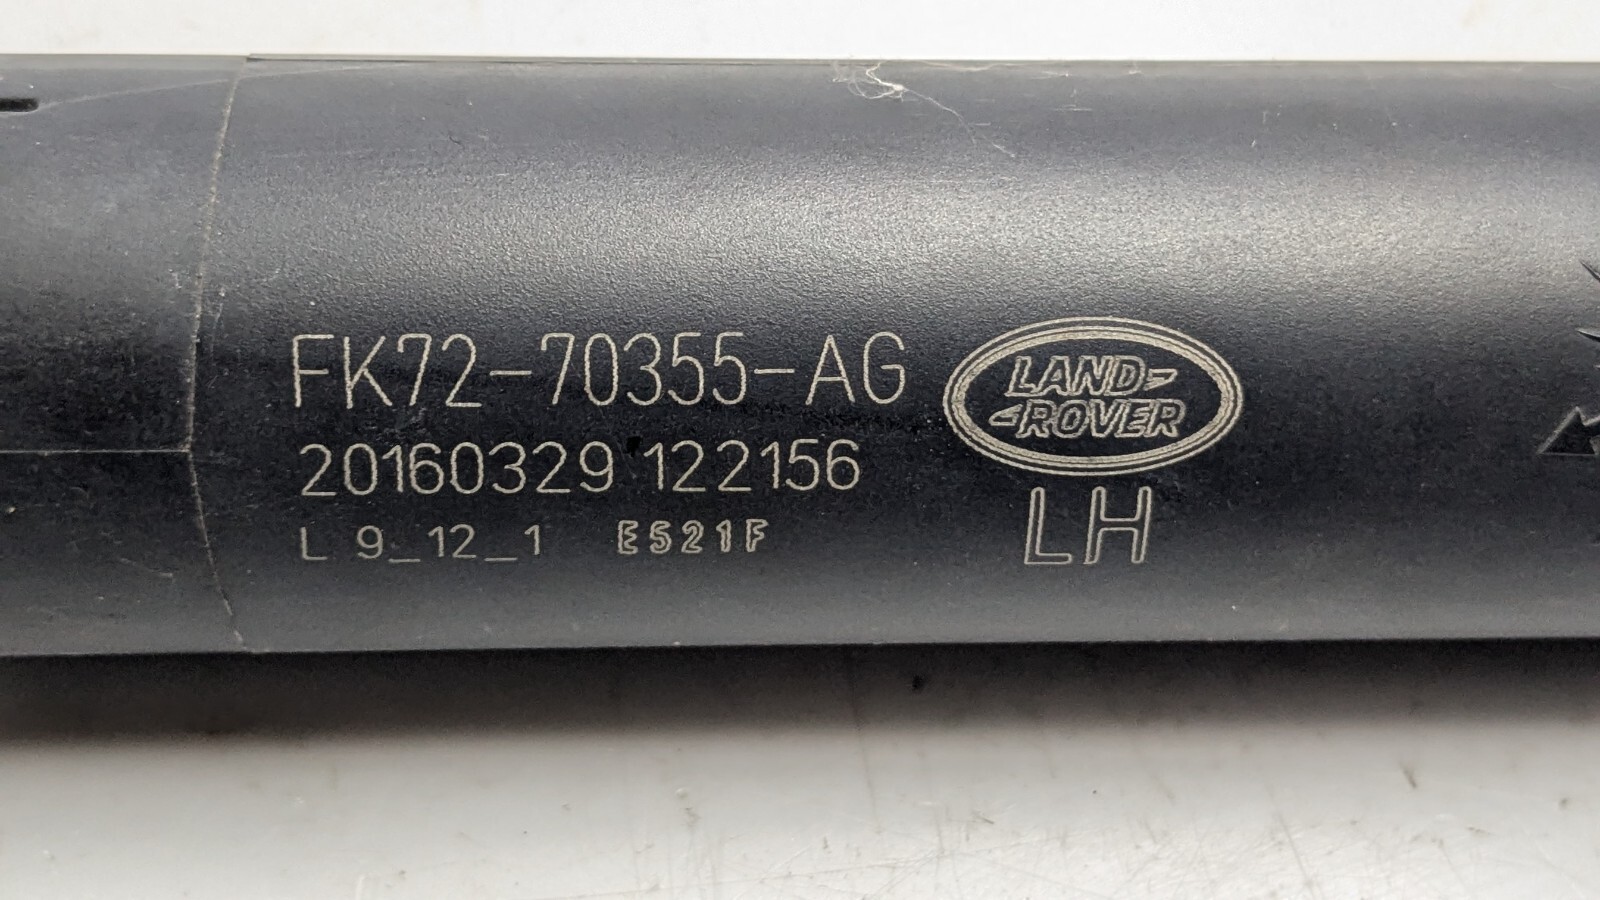 FK72-70355-AG
20160329 122156
L 9_12_1 E521F
LAND-
ROVER
LH